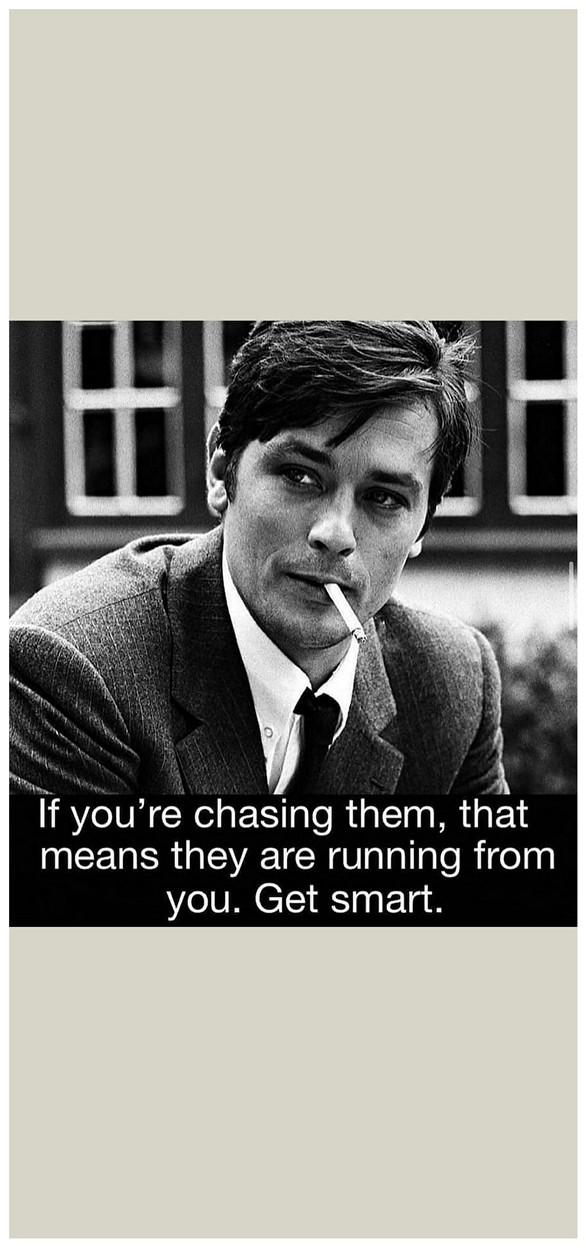 If you’re chasing them, that
means they are running from
you. Get smart.